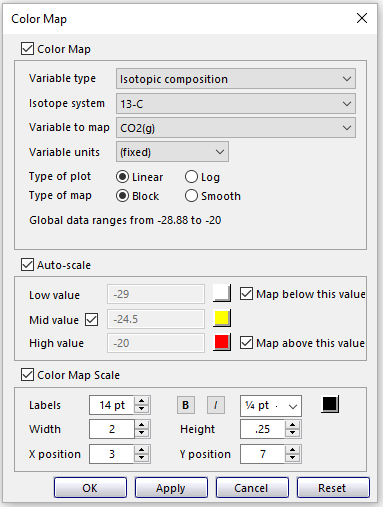 Color Map
Color Map
Variable type Isotopic composition
Isotope system 13-C
Variable to map CO2(g)
Variable units (fixed)
Type of plot Linear Log
Type of map Block Smooth
Global data ranges from -28.88 to -20
Auto-scale
Low value -29 Map below this value
Mid value -24.5
High value -20 Map above this value
Color Map Scale
Labels 14 pt B I ¼ pt
Width 2 Height .25
X position 3 Y position 7
OK Apply Cancel Reset